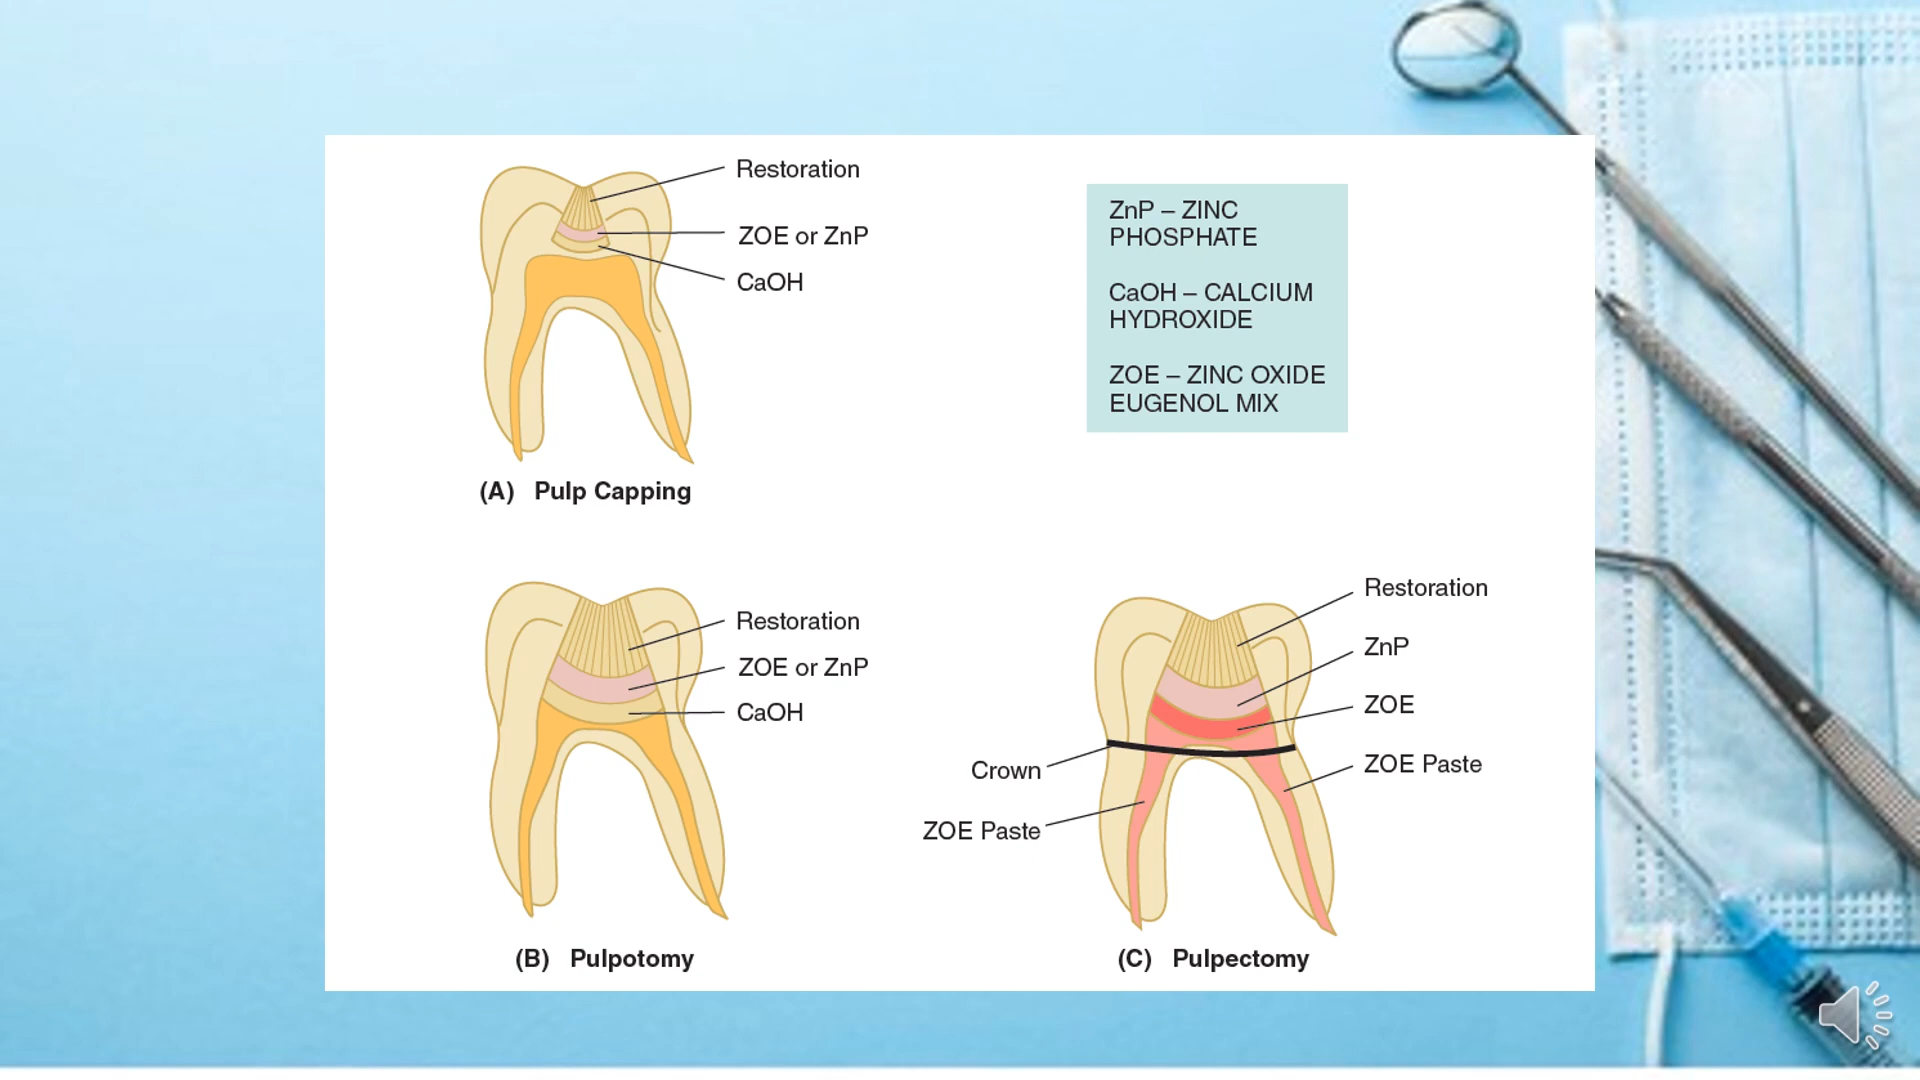 Restoration
ZOE or ZnP
CaOH
(A) Pulp Capping
ZnP – ZINC
PHOSPHATE
CaOH – CALCIUM
HYDROXIDE
ZOE – ZINC OXIDE
EUGENOL MIX
Restoration
ZOE or ZnP
CaOH
(B) Pulpotomy
Restoration
ZnP
ZOE
ZOE Paste
Crown
ZOE Paste
(C) Pulpectomy